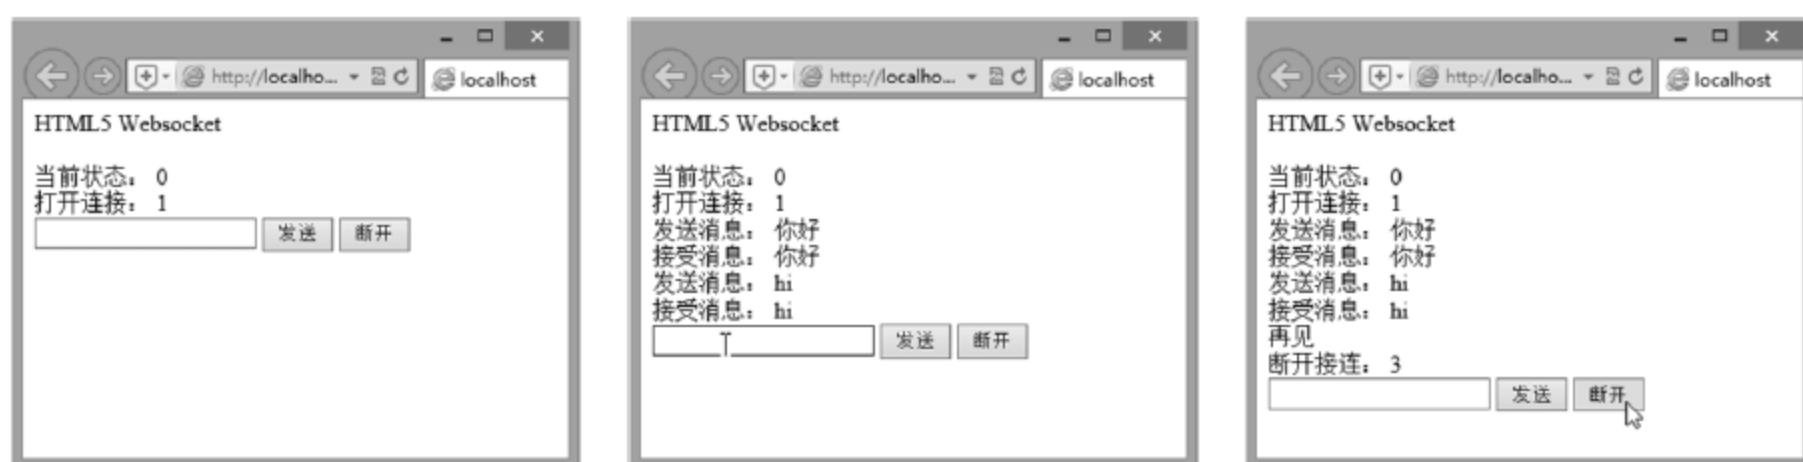 http://localho...
localhost
HTML5 Websocket
当前状态： 0
打开连接： 1
发送 断开
http://localho...
localhost
HTML5 Websocket
当前状态： 0
打开连接： 1
发送消息： 你好
接受消息： 你好
发送消息： hi
接受消息： hi
发送 断开
http://localho...
localhost
HTML5 Websocket
当前状态： 0
打开连接： 1
发送消息： 你好
接受消息： 你好
发送消息： hi
接受消息： hi
再见
断开接连： 3
发送 断开